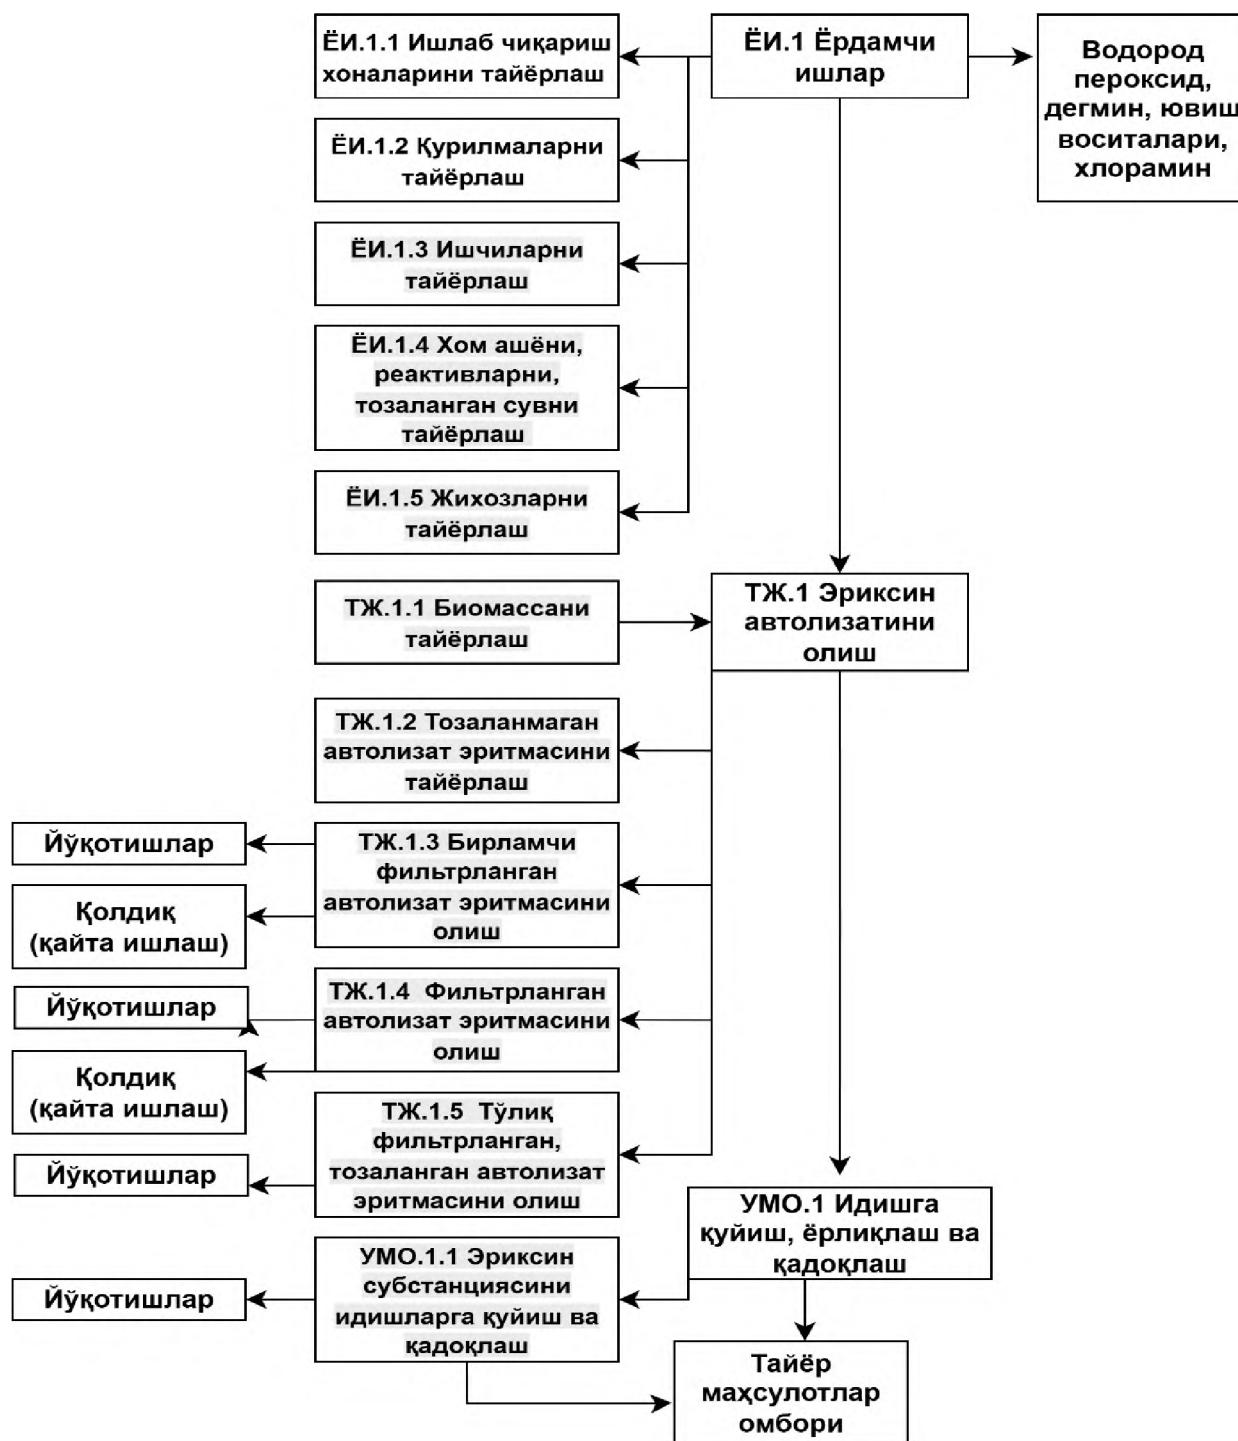 ЁИ.1.1 Ишлаб чиқариш
хоналарини тайёрлаш
ЁИ.1 Ёрдамчи
ишлар
Водород
пероксид,
дегмин, ювиш
воситалари,
хлорамин
ЁИ.1.2 Қурилмаларни
тайёрлаш
ЁИ.1.3 Ишчиларни
тайёрлаш
ЁИ.1.4 Хом ашёни,
реактивларни,
тозаланган сувни
тайёрлаш
ЁИ.1.5 Жихозларни
тайёрлаш
ТЖ.1.1 Биомассани
тайёрлаш
ТЖ.1 Эриксин
автолизатини
олиш
ТЖ.1.2 Тозаланмаган
автолизат эритмасини
тайёрлаш
ТЖ.1.3 Бирламчи
фильтрланган
автолизат эритмасини
олиш
Йўқотишлар
Қолдиқ
(қайта ишлаш)
ТЖ.1.4 Фильтрланган
автолизат эритмасини
олиш
Йўқотишлар
Қолдиқ
(қайта ишлаш)
ТЖ.1.5 Тўлиқ
фильтрланган,
тозаланган автолизат
эритмасини олиш
Йўқотишлар
УМО.1 Идишга
қуйиш, ёрлиқлаш ва
қадоқлаш
УМО.1.1 Эриксин
субстанциясини
идишларга қуйиш ва
қадоқлаш
Йўқотишлар
Тайёр
маҳсулотлар
омбори